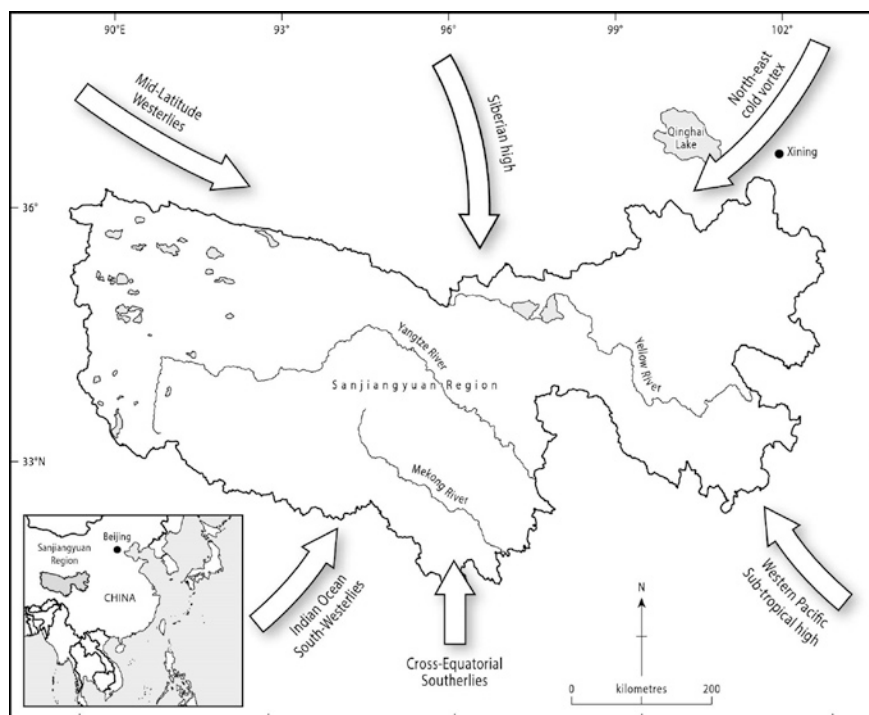 90°E
93°
96°
99°
102°
Mid-Latitude
Westerlies
Siberian high
North-east
cold vortex
Qinghai
Lake
Xining
36°
Yangtze River
Yellow River
Sanjiangyuan Region
33°N
Mekong River
Beijing
Sanjiangyuan
Region
CHINA
Indian Ocean
South-Westerlies
Cross-Equatorial
Southerlies
Western Pacific
Sub-tropical high
N
0 kilometres 200